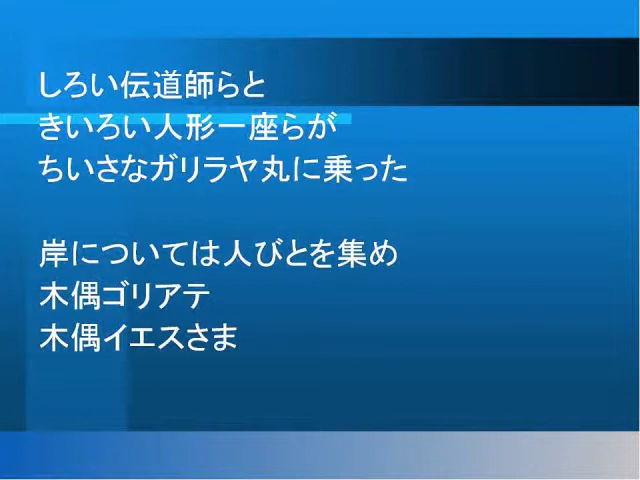 しろい伝道師らと
きいろい人形一座らが
ちいさなガリラヤ丸に乗った
岸については人びとを集め
木偶ゴリアテ
木偶イエスさま